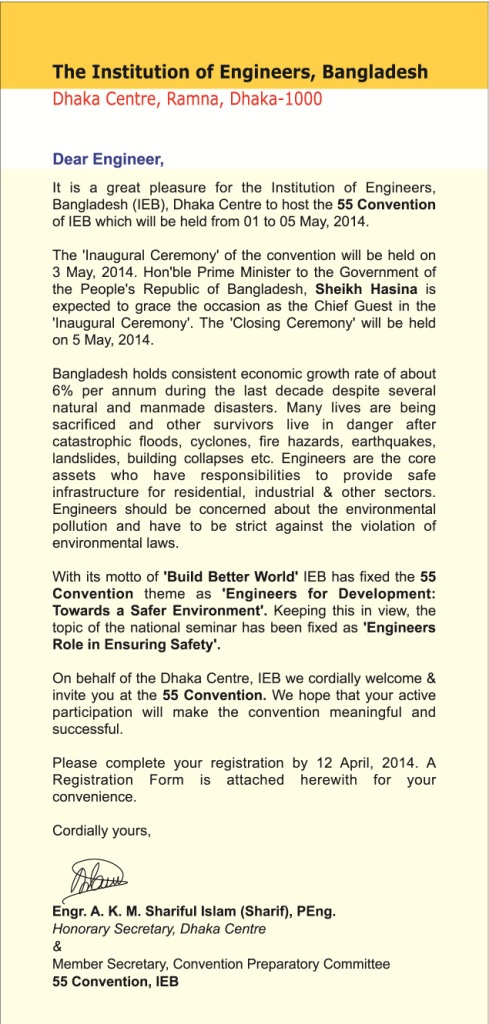 The Institution of Engineers, Bangladesh
Dhaka Centre, Ramna, Dhaka-1000
Dear Engineer,
It is a great pleasure for the Institution of Engineers,
Bangladesh (IEB), Dhaka Centre to host the 55 Convention
of IEB which will be held from 01 to 05 May, 2014.
The 'Inaugural Ceremony' of the convention will be held on
3 May, 2014. Hon'ble Prime Minister to the Government of
the People's Republic of Bangladesh, Sheikh Hasina is
expected to grace the occasion as the Chief Guest in the
'Inaugural Ceremony'. The 'Closing Ceremony' will be held
on 5 May, 2014.
Bangladesh holds consistent economic growth rate of about
6% per annum during the last decade despite several
natural and manmade disasters. Many lives are being
sacrificed and other survivors live in danger after
catastrophic floods, cyclones, fire hazards, earthquakes,
landslides, building collapses etc. Engineers are the core
assets who have responsibilities to provide safe
infrastructure for residential, industrial & other sectors.
Engineers should be concerned about the environmental
pollution and have to be strict against the violation of
environmental laws.
With its motto of 'Build Better World' IEB has fixed the 55
Convention theme as 'Engineers for Development:
Towards a Safer Environment'. Keeping this in view, the
topic of the national seminar has been fixed as 'Engineers
Role in Ensuring Safety'.
On behalf of the Dhaka Centre, IEB we cordially welcome &
invite you at the 55 Convention. We hope that your active
participation will make the convention meaningful and
successful.
Please complete your registration by 12 April, 2014. A
Registration Form is attached herewith for your
convenience.
Cordially yours,
Engr. A. K. M. Shariful Islam (Sharif), PEng.
Honorary Secretary, Dhaka Centre
&
Member Secretary, Convention Preparatory Committee
55 Convention, IEB